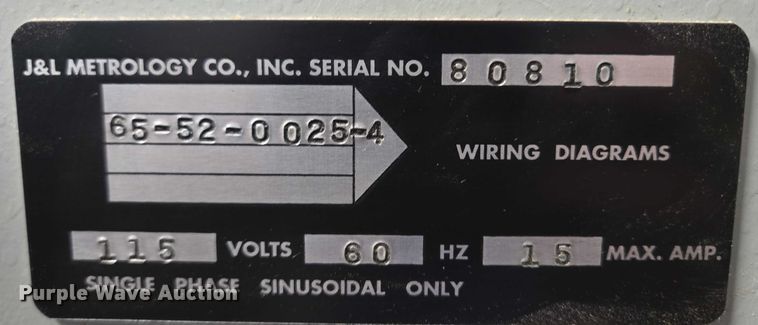 J&L METROLOGY CO., INC. SERIAL NO. 80810
65-52-0025-4
WIRING DIAGRAMS
115 VOLTS 60 HZ 15 MAX. AMP.
SINGLE PHASE SINUSOIDAL ONLY
Purple Wave Auction